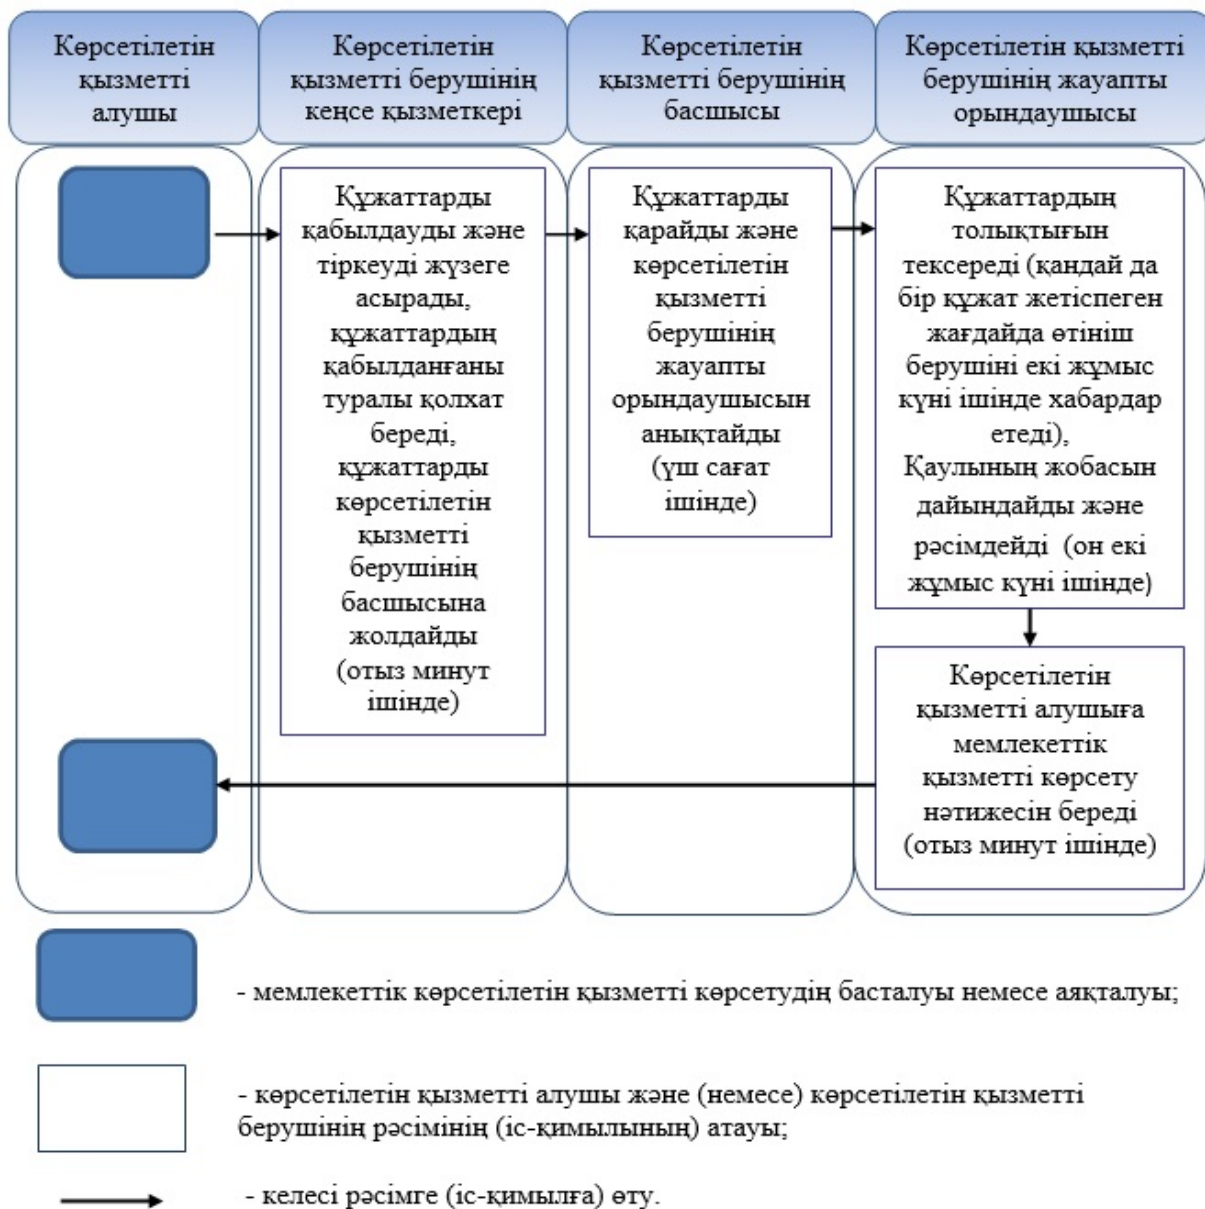 Көрсетілетін
қызметті
алушы
Көрсетілетін
қызметті берушінің
кеңсе қызметкері
Көрсетілетін
қызметті берушінің
басшысы
Көрсетілетін қызметті
берушінің жауапты
орындаушысы
Құжаттарды
қабылдауды және
тіркеуді жүзеге
асырады,
құжаттардың
қабылданғаны
туралы қолхат
береді,
құжаттарды
көрсетілетін
қызметті
берушінің
басшысына
жолдайды
(отыз минут
ішінде)
Құжаттарды
қарайды және
көрсетілетін
қызметті
берушінің
жауапты
орындаушысын
анықтайды
(үш сағат
ішінде)
Құжаттардың
толықтығын
тексереді (қандай да
бір құжат жетіспеген
жағдайда өтініш
берушіні екі жұмыс
күні ішінде хабардар
етеді),
Қаулының жобасын
дайындайды және
рәсімдейді (он екі
жұмыс күні ішінде)
Көрсетілетін
қызметті алушыға
мемлекеттік
қызметті көрсету
нәтижесін береді
(отыз минут ішінде)
- мемлекеттік көрсетілетін қызметті көрсетудің басталуы немесе аяқталуы;
- көрсетілетін қызметті алушы және (немесе) көрсетілетін қызметті
берушінің рәсімінің (іс-қимылының) атауы;
- келесі рәсімге (іс-қимылға) өту.